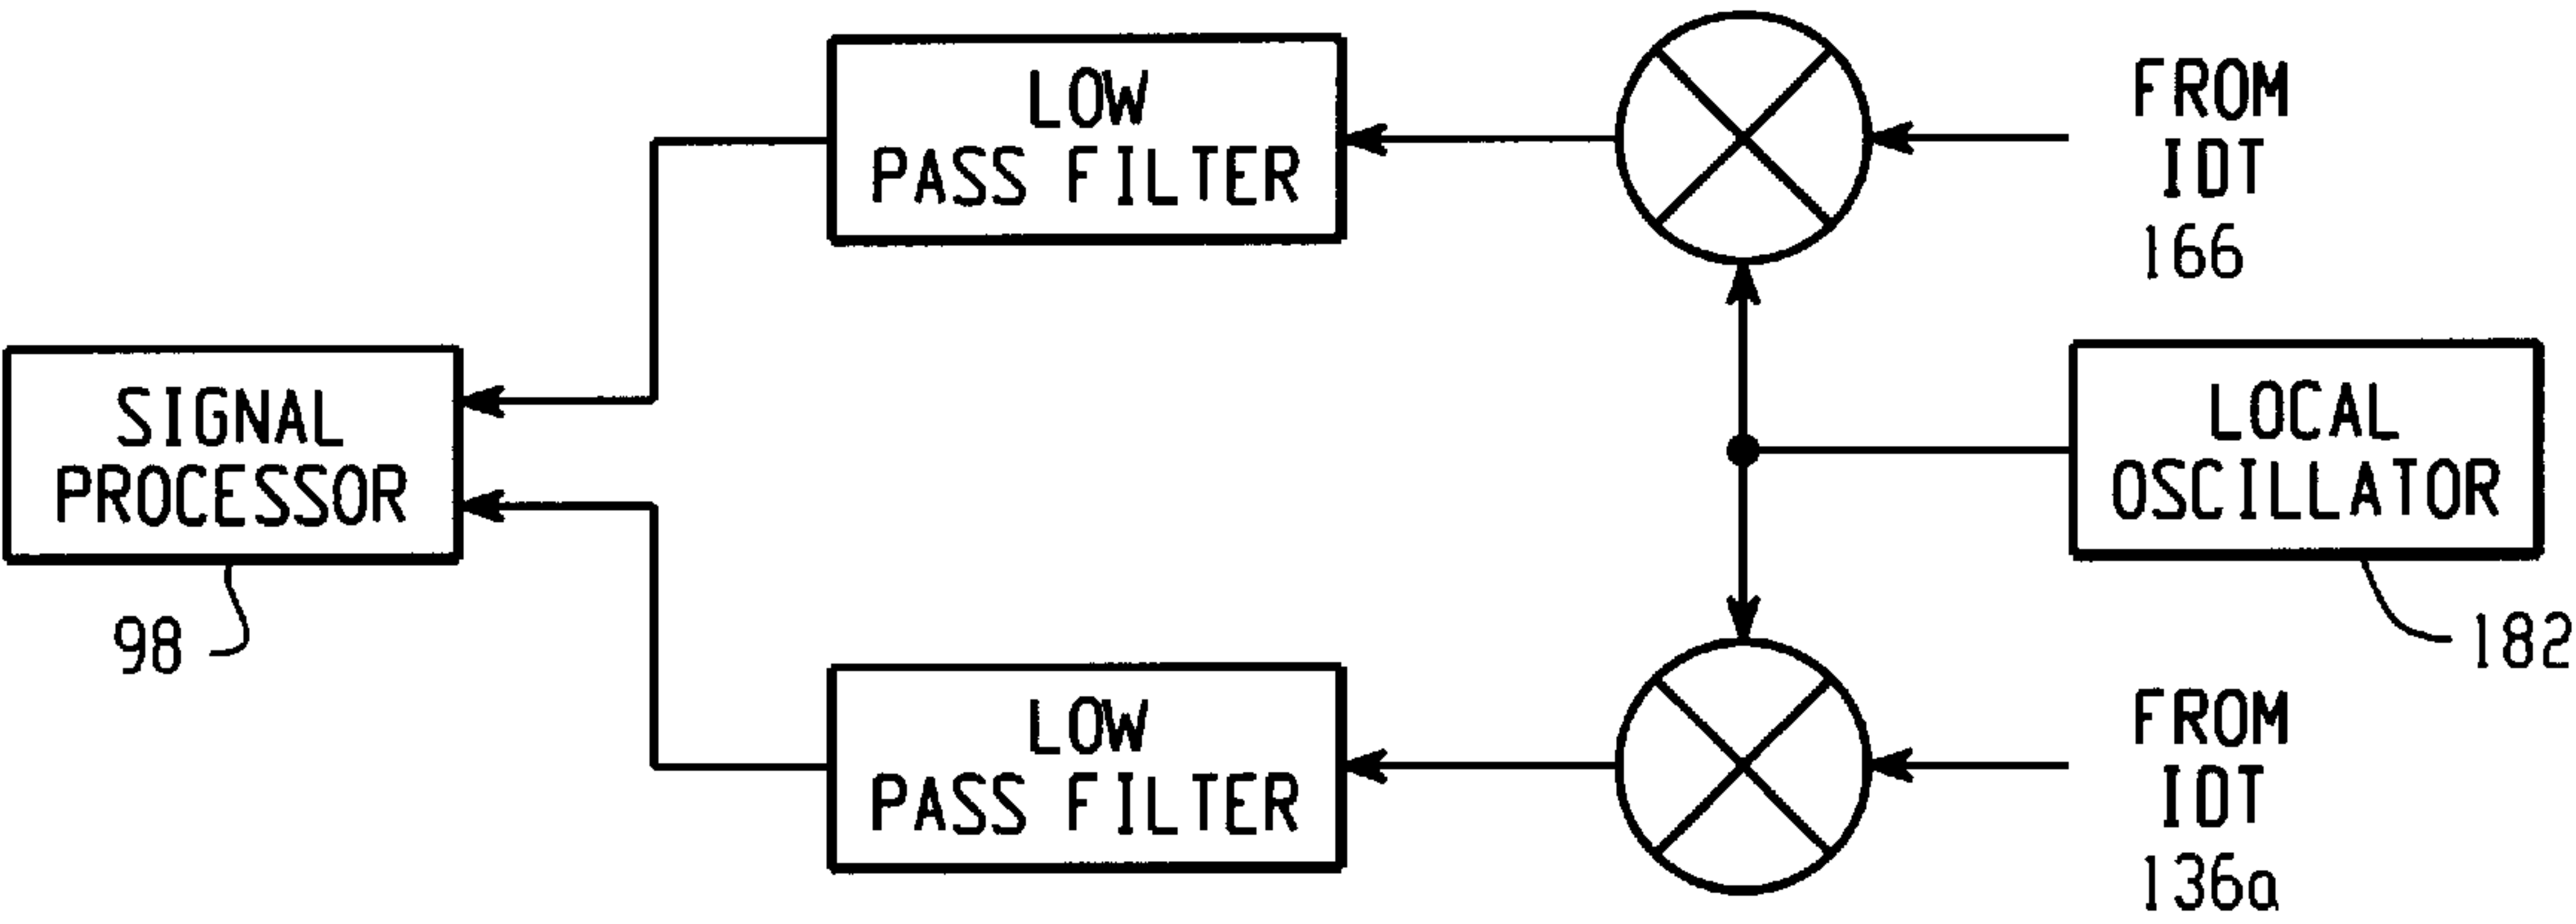 LOW
PASS FILTER
FROM
IDT
166
SIGNAL
PROCESSOR
98
LOCAL
OSCILLATOR
182
LOW
PASS FILTER
FROM
IDT
136a